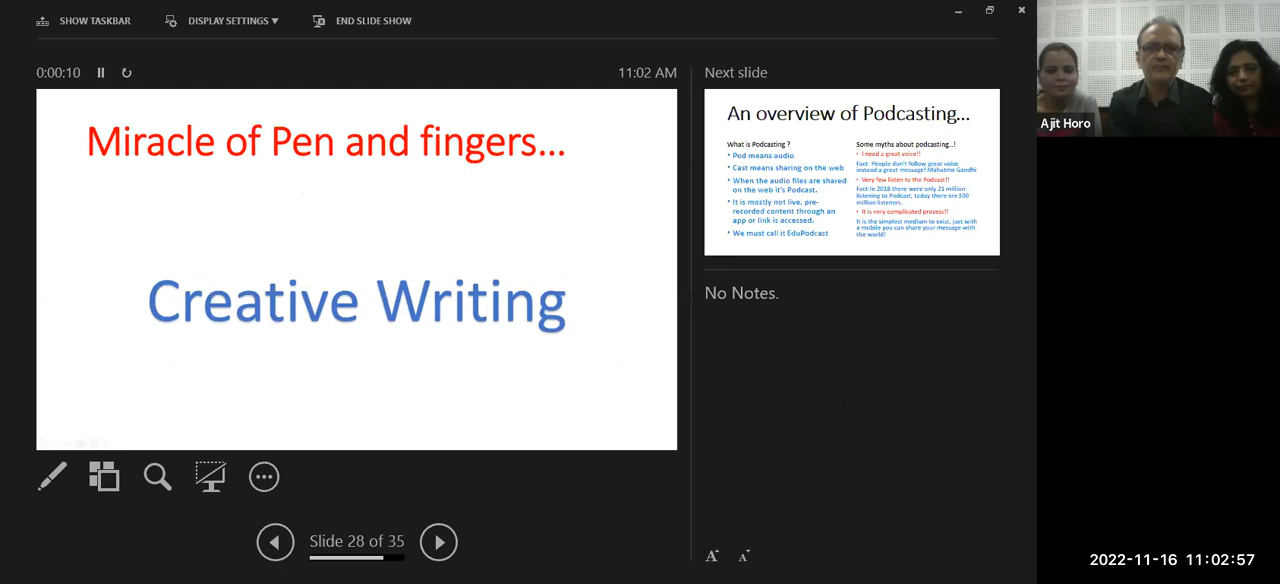 SHOW TASKBAR
DISPLAY SETTINGS ▼
END SLIDE SHOW
0:00:10
11:02 AM
Miracle of Pen and fingers...
Creative Writing
Slide 28 of 35
Next slide
An overview of Podcasting...
What is Podcasting ?
• Pod means audio
• Cast means sharing on the web
• When the audio files are shared
on the web it's Podcast.
• It is mostly not live, pre-
recorded content through an
app or link is accessed.
• We must call it EduPodcast
Some myths about podcasting..!
• I need a great voice!!
Fact: People don't follow great voice
instead a great message! Mahatma Gandhi
• Very few listen to the Podcast!!
Fact-In 2018 there were only 21 million
listening to Podcast, today there are 100
million listeners.
• It is very complicated process!!
It is the simplest medium to exist, just with
a mobile you can share your message with
the world!
No Notes.
A A
Ajit Horo
2022-11-16 11:02:57